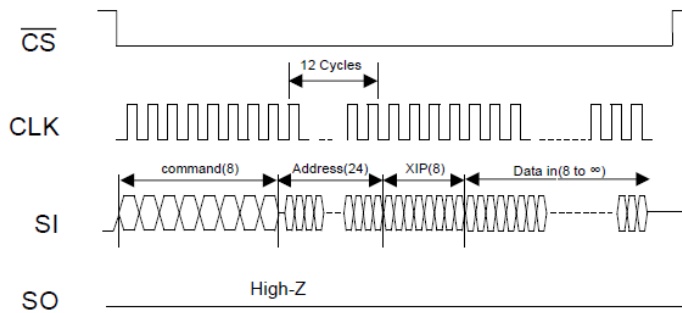 CS
12 Cycles
CLK
command(8)
Address(24)
XIP(8)
Data in(8 to ∞)
SI
High-Z
SO